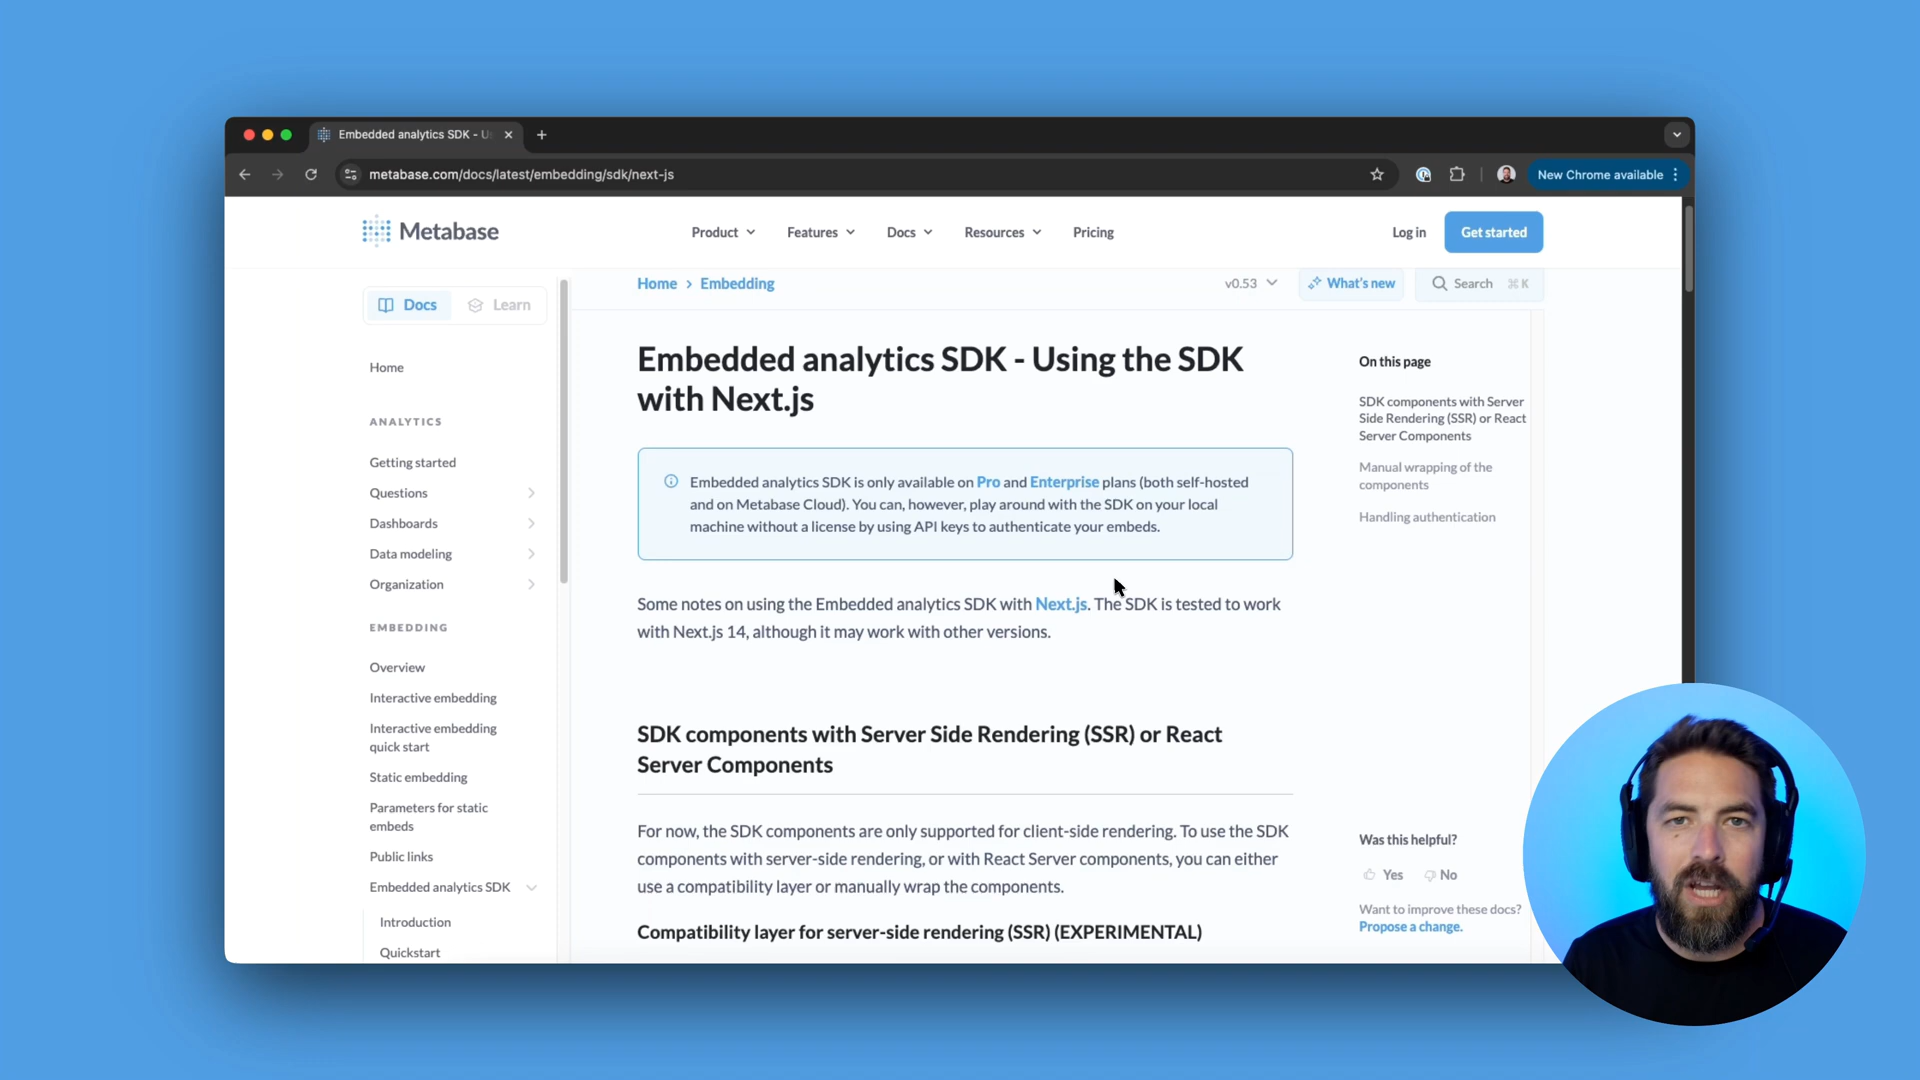 Embedded analytics SDK - U
metabase.com/docs/latest/embedding/sdk/next-js
New Chrome available
Metabase
Product
Features
Docs
Resources
Pricing
Log in
Get started
Docs
Learn
Home
ANALYTICS
Getting started
Questions
Dashboards
Data modeling
Organization
EMBEDDING
Overview
Interactive embedding
Interactive embedding
quick start
Static embedding
Parameters for static
embeds
Public links
Embedded analytics SDK
Introduction
Quickstart
Home > Embedding
v0.53
What's new
Search ⌘K
Embedded analytics SDK - Using the SDK
with Next.js
Embedded analytics SDK is only available on Pro and Enterprise plans (both self-hosted
and on Metabase Cloud). You can, however, play around with the SDK on your local
machine without a license by using API keys to authenticate your embeds.
Some notes on using the Embedded analytics SDK with Next.js. The SDK is tested to work
with Next.js 14, although it may work with other versions.
SDK components with Server Side Rendering (SSR) or React
Server Components
For now, the SDK components are only supported for client-side rendering. To use the SDK
components with server-side rendering, or with React Server components, you can either
use a compatibility layer or manually wrap the components.
Compatibility layer for server-side rendering (SSR) (EXPERIMENTAL)
On this page
SDK components with Server
Side Rendering (SSR) or React
Server Components
Manual wrapping of the
components
Handling authentication
Was this helpful?
Yes
No
Want to improve these docs?
Propose a change.